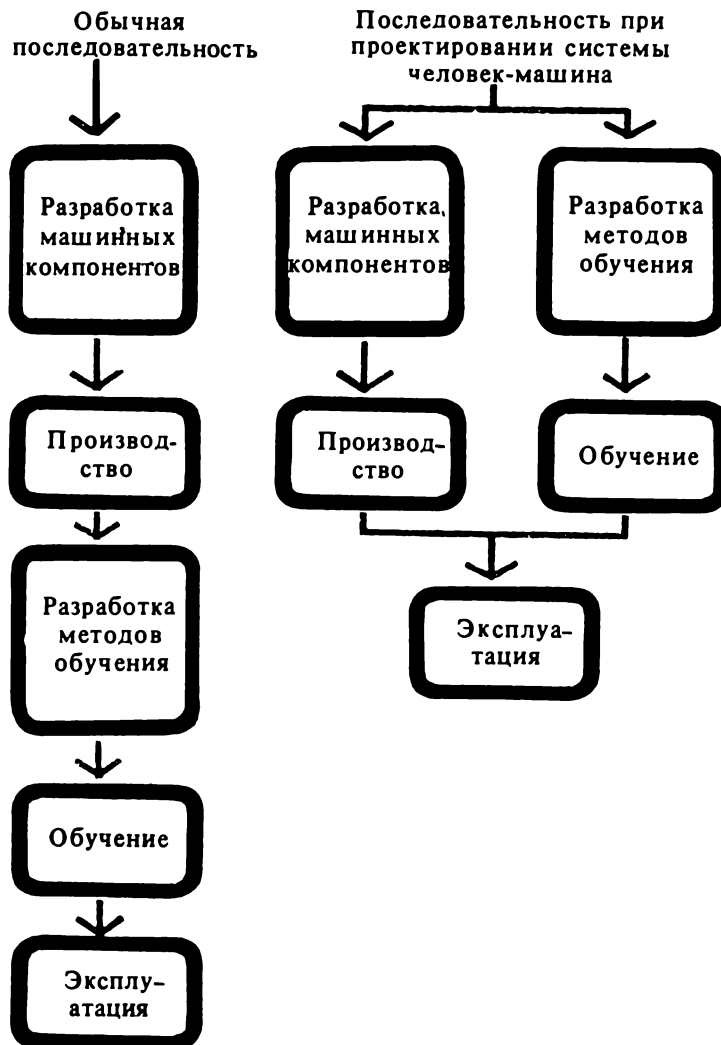 Обычная
последовательность
Разработка
машинных
компонентов
Производ-
ство
Разработка
методов
обучения
Обучение
Эксплу-
атация
Последовательность при
проектировании системы
человек-машина
Разработка
машинных
компонентов
Производ-
ство
Разработка
методов
обучения
Обучение
Эксплуа-
тация